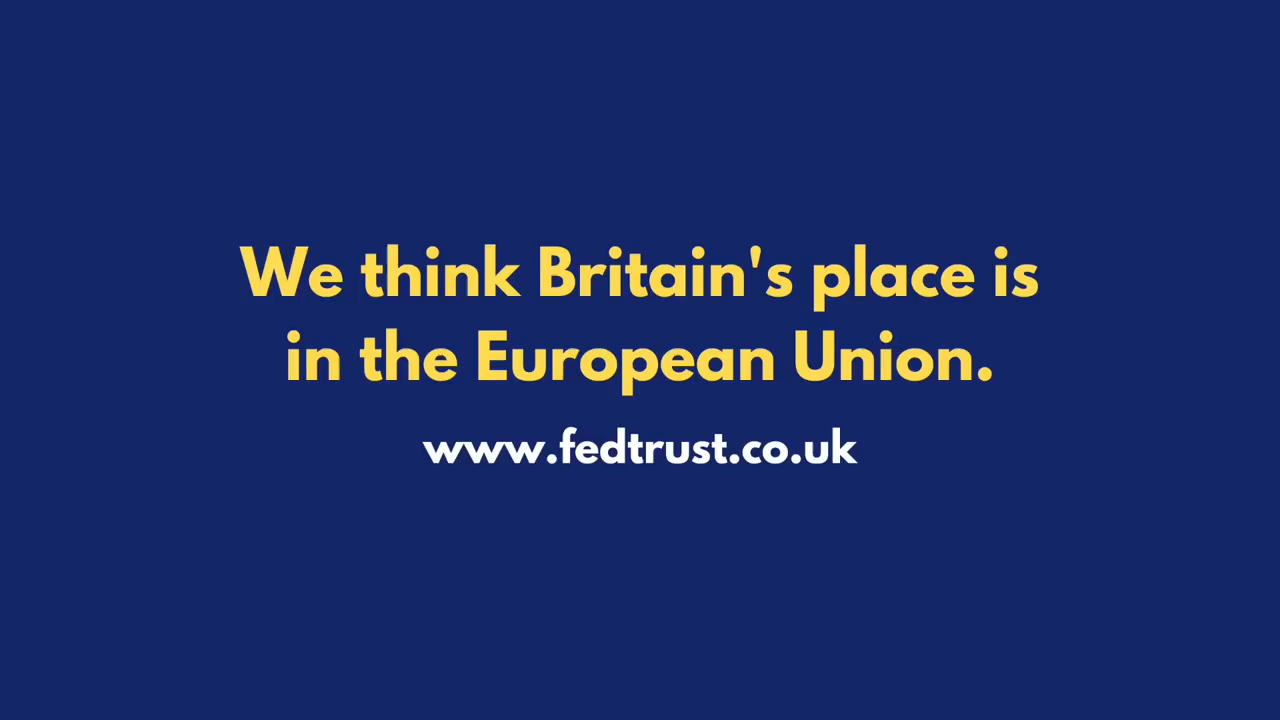 We think Britain's place is
in the European Union.
www.fedtrust.co.uk